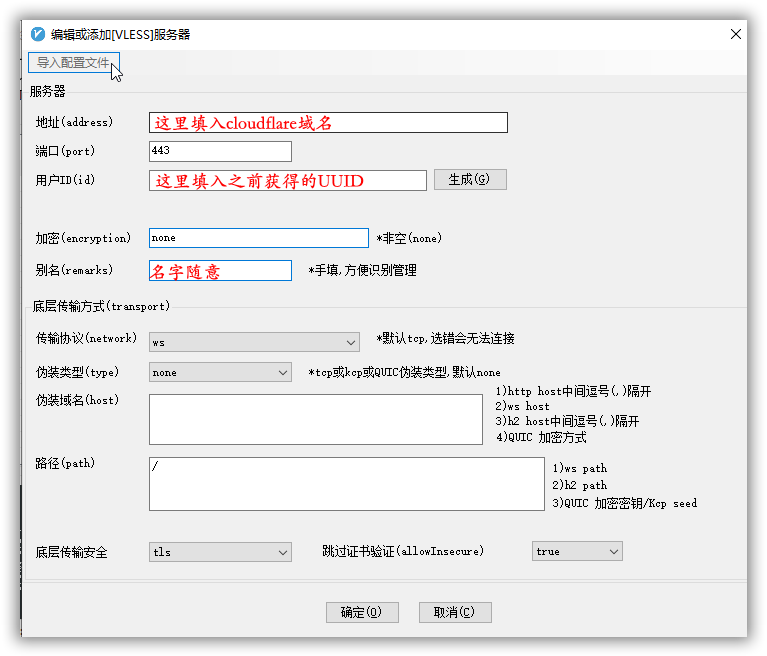 编辑或添加[VLESS]服务器
导入配置文件
服务器
地址(address) 这里填入cloudflare域名
端口(port) 443
用户ID(id) 这里填入之前获得的UUID 生成(G)
加密(encryption) none *非空(none)
别名(remarks) 名字随意 *手填,方便识别管理
底层传输方式(transport)
传输协议(network) ws *默认tcp,选错会无法连接
伪装类型(type) none *tcp或kcp或QUIC伪装类型,默认none
伪装域名(host)
1)http host中间逗号(,)隔开
2)ws host
3)h2 host中间逗号(,)隔开
4)QUIC 加密方式
路径(path) /
1)ws path
2)h2 path
3)QUIC 加密密钥/Kcp seed
底层传输安全 tls 跳过证书验证(allowInsecure) true
确定(O) 取消(C)